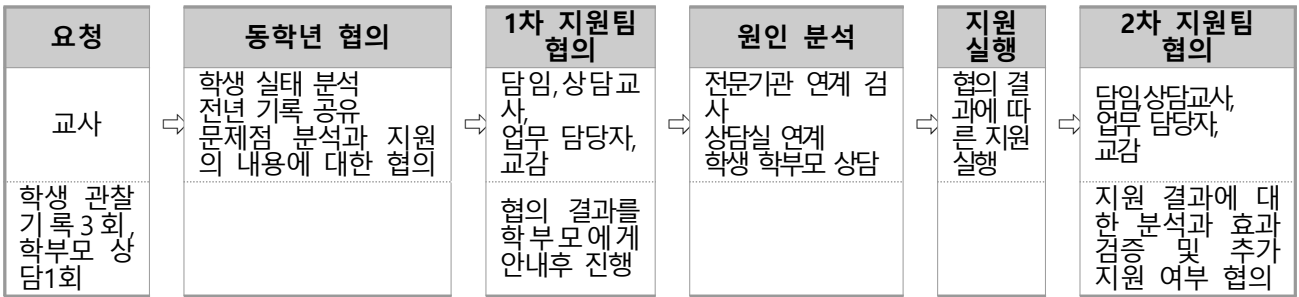 요청
교사
학생 관찰
기록3회,
학부모 상
담1회
⇨
동학년 협의
학생 실태 분석
전년 기록 공유
문제점 분석과 지원
의 내용에 대한 협의
⇨
1차 지원팀
협의
담임,상담교
사,
업무 담당자,
교감
협의 결과를
학부모에게
안내후 진행
⇨
원인 분석
전문기관 연계 검
사
상담실 연계
학생 학부모 상담
⇨
지원
실행
협의 결
과에 따
른 지원
실행
⇨
2차 지원팀
협의
담임,상담교사,
업무 담당자,
교감
지원 결과에 대
한 분석과 효과
검증 및 추가
지원 여부 협의